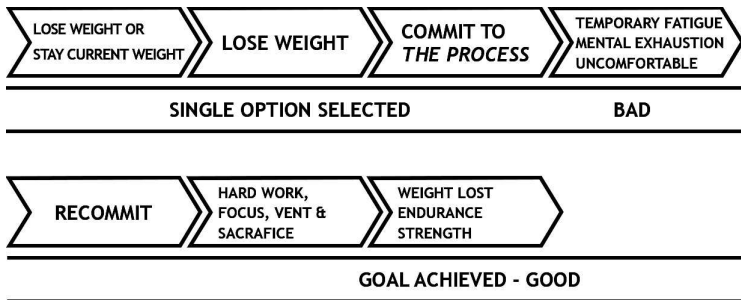 LOSE WEIGHT OR
STAY CURRENT WEIGHT
LOSE WEIGHT
COMMIT TO
THE PROCESS
TEMPORARY FATIGUE
MENTAL EXHAUSTION
UNCOMFORTABLE
SINGLE OPTION SELECTED
BAD
RECOMMIT
HARD WORK,
FOCUS, VENT &
SACRAFICE
WEIGHT LOST
ENDURANCE
STRENGTH
GOAL ACHIEVED - GOOD